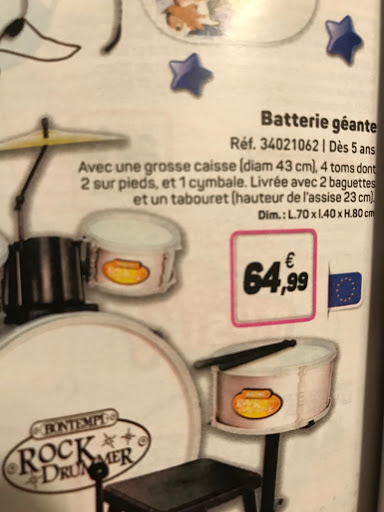 Batterie géante
Réf. 34021062 | Dès 5 ans
Avec une grosse caisse (diam 43 cm), 4 toms dont
2 sur pieds, et 1 cymbale. Livrée avec 2 baguettes
et un tabouret (hauteur de l'assise 23 cm).
Dim. : L.70 x l.40 x H.80 cm
64,99 €
BONTEMPI
ROCK
DRUMMER